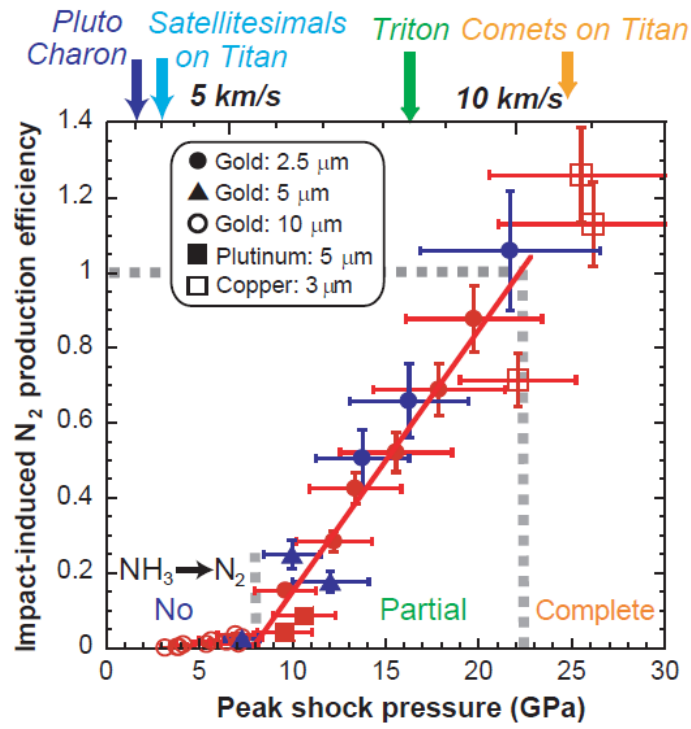 Pluto
Charon
Satellitesimals
on Titan
Triton
Comets on Titan
5 km/s
10 km/s
Impact-induced N2 production efficiency
1.4
1.2
1
0.8
0.6
0.4
0.2
0
Gold: 2.5 μm
Gold: 5 μm
Gold: 10 μm
Plutinum: 5 μm
Copper: 3 μm
NH3 → N2
No
Partial
Complete
0 5 10 15 20 25 30
Peak shock pressure (GPa)